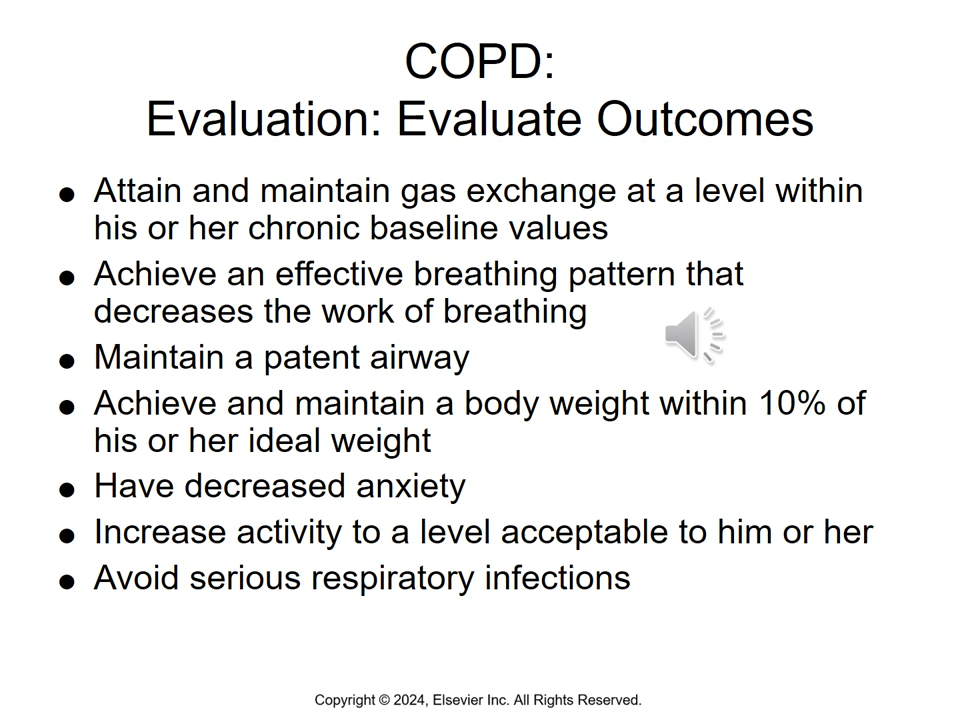 COPD:
Evaluation: Evaluate Outcomes
● Attain and maintain gas exchange at a level within
his or her chronic baseline values
● Achieve an effective breathing pattern that
decreases the work of breathing
● Maintain a patent airway
● Achieve and maintain a body weight within 10% of
his or her ideal weight
● Have decreased anxiety
● Increase activity to a level acceptable to him or her
● Avoid serious respiratory infections
Copyright © 2024, Elsevier Inc. All Rights Reserved.